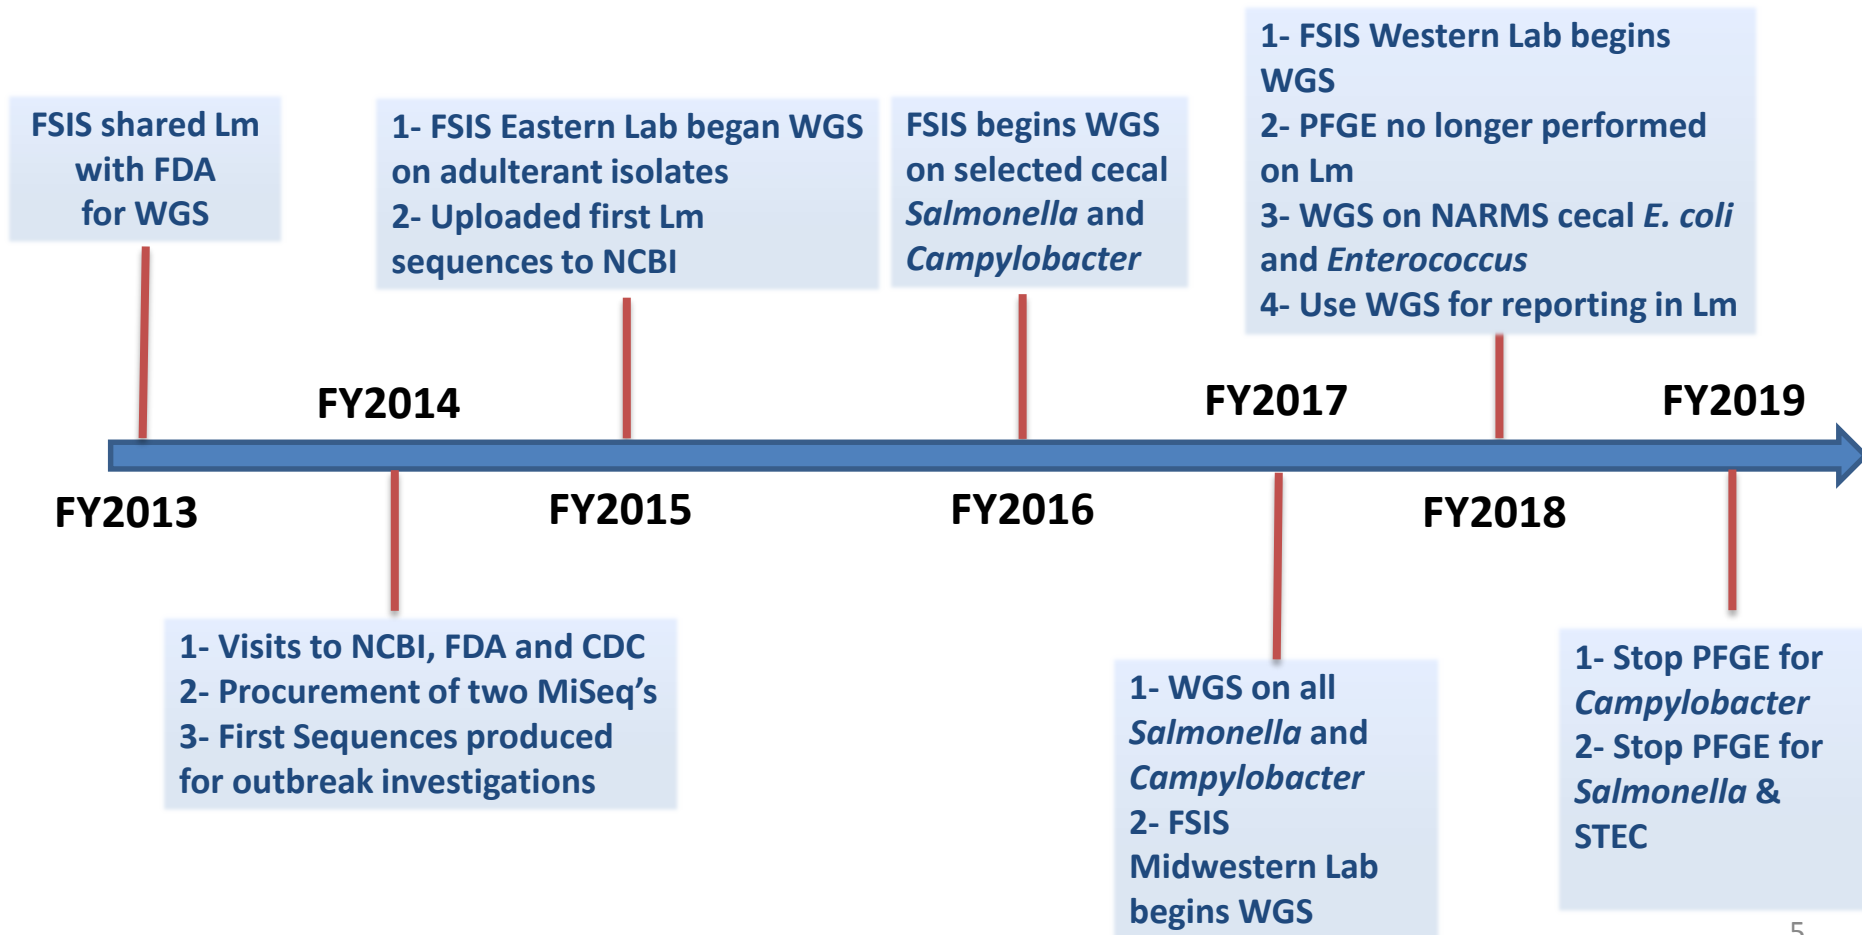 FSIS shared Lm
with FDA
for WGS
1- FSIS Eastern Lab began WGS
on adulterant isolates
2- Uploaded first Lm
sequences to NCBI
FSIS begins WGS
on selected cecal
Salmonella and
Campylobacter
1- FSIS Western Lab begins
WGS
2- PFGE no longer performed
on Lm
3- WGS on NARMS cecal E. coli
and Enterococcus
4- Use WGS for reporting in Lm
FY2014
FY2017
FY2019
FY2013
FY2015
FY2016
FY2018
1- Visits to NCBI, FDA and CDC
2- Procurement of two MiSeq’s
3- First Sequences produced
for outbreak investigations
1- WGS on all
Salmonella and
Campylobacter
2- FSIS
Midwestern Lab
begins WGS
1- Stop PFGE for
Campylobacter
2- Stop PFGE for
Salmonella &
STEC
5